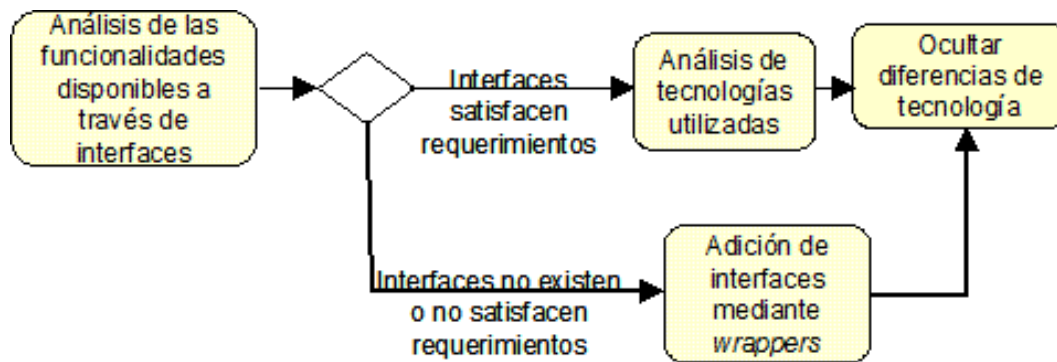 Análisis de las
funcionalidades
disponibles a
través de
interfaces
Interfaces
satisfacen
requerimientos
Análisis de
tecnologías
utilizadas
Ocultar
diferencias de
tecnología
Interfaces no existen
o no satisfacen
requerimientos
Adición de
interfaces
mediante
wrappers